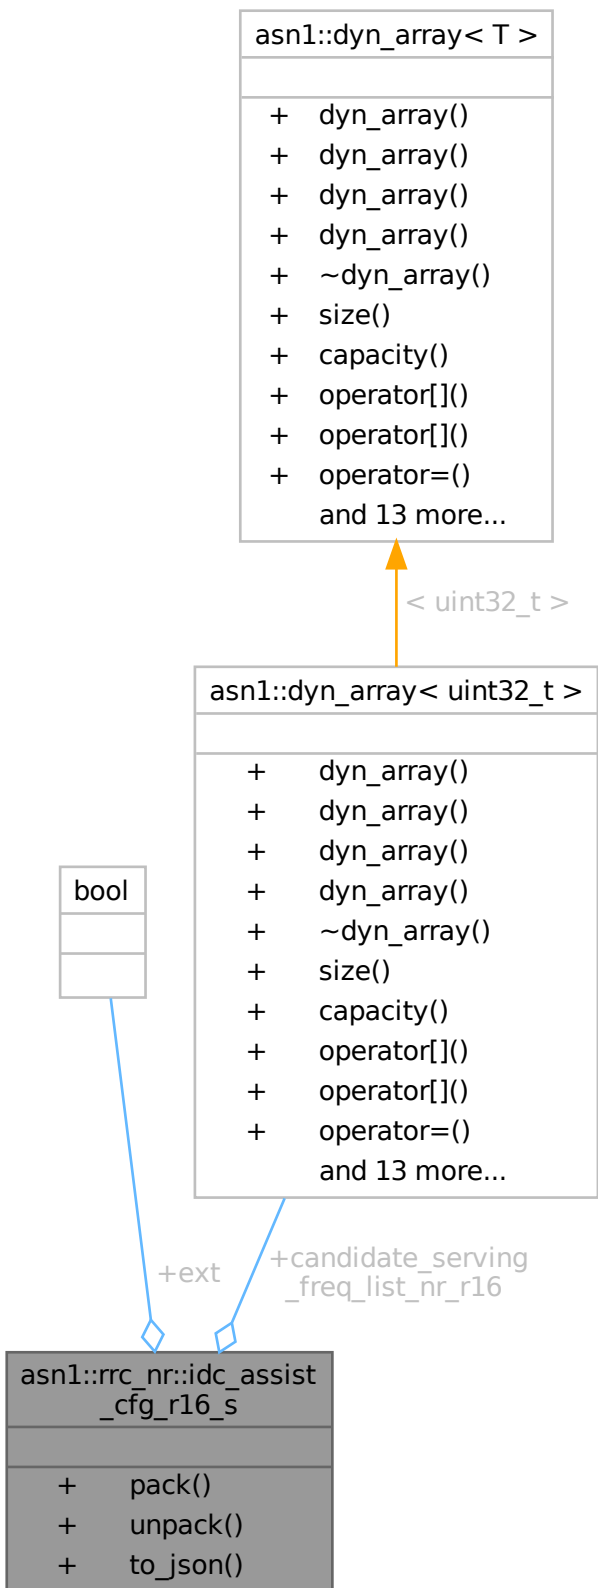 asn1::dyn_array< T >
+ dyn_array()
+ dyn_array()
+ dyn_array()
+ dyn_array()
+ ~dyn_array()
+ size()
+ capacity()
+ operator[]()
+ operator[]()
+ operator=()
and 13 more...
< uint32_t >
asn1::dyn_array< uint32_t >
+ dyn_array()
+ dyn_array()
+ dyn_array()
+ dyn_array()
+ ~dyn_array()
+ size()
+ capacity()
+ operator[]()
+ operator[]()
+ operator=()
and 13 more...
bool
+ext
+candidate_serving
_freq_list_nr_r16
asn1::rrc_nr::idc_assist
_cfg_r16_s
+ pack()
+ unpack()
+ to_json()